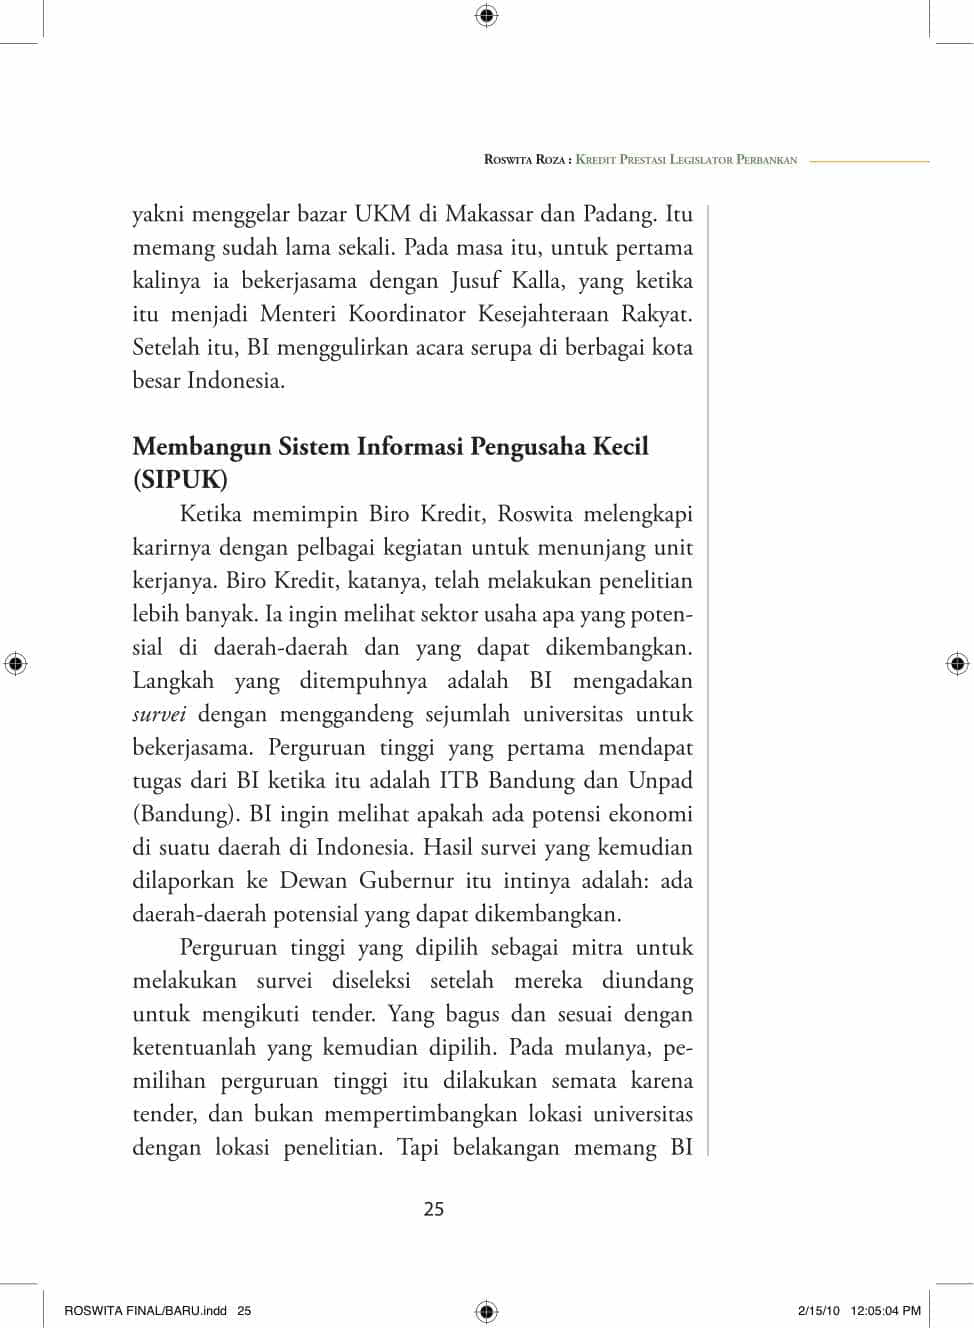 Roswita Roza : Kredit Prestasi Legislator Perbankan
yakni menggelar bazar UKM di Makassar dan Padang. Itu
memang sudah lama sekali. Pada masa itu, untuk pertama
kalinya ia bekerjasama dengan Jusuf Kalla, yang ketika
itu menjadi Menteri Koordinator Kesejahteraan Rakyat.
Setelah itu, BI menggulirkan acara serupa di berbagai kota
besar Indonesia.
Membangun Sistem Informasi Pengusaha Kecil
(SIPUK)
Ketika memimpin Biro Kredit, Roswita melengkapi
karirnya dengan pelbagai kegiatan untuk menunjang unit
kerjanya. Biro Kredit, katanya, telah melakukan penelitian
lebih banyak. Ia ingin melihat sektor usaha apa yang poten-
sial di daerah-daerah dan yang dapat dikembangkan.
Langkah yang ditempuhnya adalah BI mengadakan
survei dengan menggandeng sejumlah universitas untuk
bekerjasama. Perguruan tinggi yang pertama mendapat
tugas dari BI ketika itu adalah ITB Bandung dan Unpad
(Bandung). BI ingin melihat apakah ada potensi ekonomi
di suatu daerah di Indonesia. Hasil survei yang kemudian
dilaporkan ke Dewan Gubernur itu intinya adalah: ada
daerah-daerah potensial yang dapat dikembangkan.
Perguruan tinggi yang dipilih sebagai mitra untuk
melakukan survei diseleksi setelah mereka diundang
untuk mengikuti tender. Yang bagus dan sesuai dengan
ketentuanlah yang kemudian dipilih. Pada mulanya, pe-
milihan perguruan tinggi itu dilakukan semata karena
tender, dan bukan mempertimbangkan lokasi universitas
dengan lokasi penelitian. Tapi belakangan memang BI
25
ROSWITA FINAL/BARU.indd 25
2/15/10 12:05:04 PM